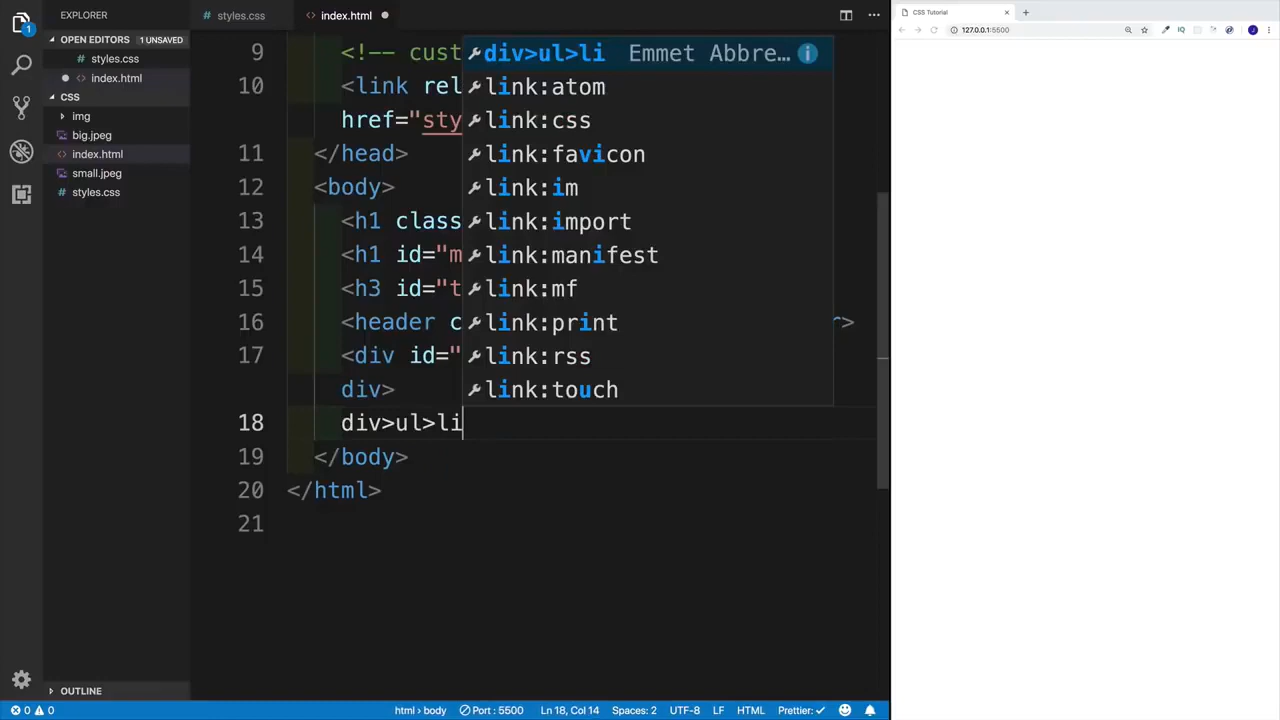 EXPLORER
OPEN EDITORS 1 UNSAVED
styles.css
index.html
CSS
img
big.jpeg
index.html
small.jpeg
styles.css
OUTLINE
styles.css
index.html
9 <!-- cust
10 <link rel
href="sty
11 </head>
12 <body>
13 <h1 class
14 <h1 id="m
15 <h3 id="t
16 <header c r>
17 <div id="
div>
18 div>ul>li
19 </body>
20 </html>
21
div>ul>li Emmet Abbre...
link:atom
link:css
link:favicon
link:im
link:import
link:manifest
link:mf
link:print
link:rss
link:touch
0 0 html > body Port : 5500 Ln 18, Col 14 Spaces: 2 UTF-8 LF HTML Prettier: ✓
CSS Tutorial
127.0.0.1:5500